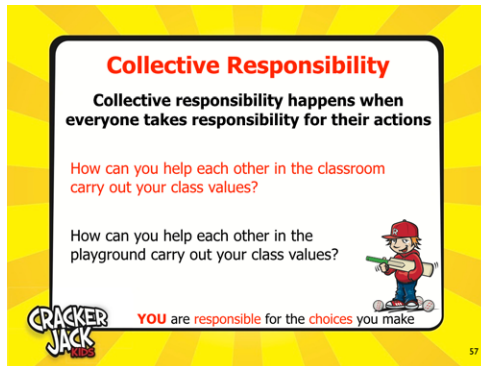 Collective Responsibility
Collective responsibility happens when
everyone takes responsibility for their actions
How can you help each other in the classroom
carry out your class values?
How can you help each other in the
playground carry out your class values?
R
CRACKER
JACK
KIDS
YOU are responsible for the choices you make
57